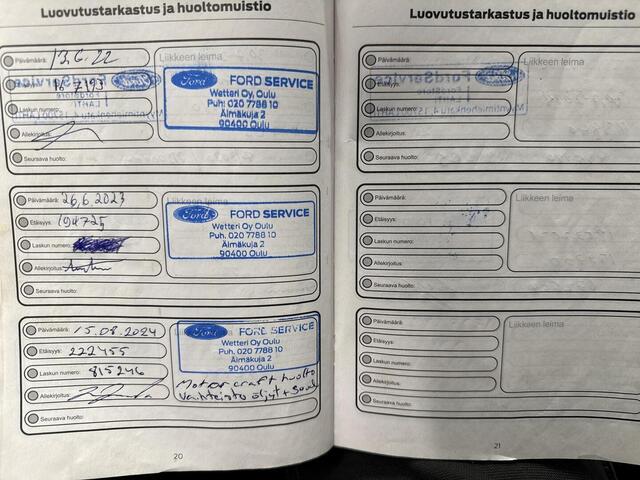 Luovutustarkastus ja huoltomuistio
Päivämäärä: 13.6.22
Liikkeen leima
Laskun numero:
Allekirjoitus:
Seuraava huolto:
Ford FORD SERVICE
Wetteri Oy, Oulu
Puh: 020 7788 10
Älmäkuja 2
90400 Oulu
Päivämäärä: 26.6.2023
Liikkeen leima
Etäisyys: 194725
Laskun numero:
Allekirjoitus:
Seuraava huolto:
Ford FORD SERVICE
Wetteri Oy Oulu
Puh. 020 7788 10
Älmäkuja 2
90400 Oulu
Päivämäärä: 15.08.2024
Etäisyys: 222455
Laskun numero: 815246
Allekirjoitus:
Seuraava huolto:
Ford FORD SERVICE
Wetteri Oy Oulu
Puh. 020 7788 10
Älmäkuja 2
90400 Oulu
Motorcraft huolto
vaihteisto öljyt +
20
Luovutustarkastus ja huoltomuistio
Päivämäärä:
Liikkeen leima
Etäisyys:
Laskun numero:
Allekirjoitus:
Seuraava huolto:
Päivämäärä:
Liikkeen leima
Etäisyys:
Laskun numero:
Allekirjoitus:
Seuraava huolto:
Päivämäärä:
Liikkeen leima
Etäisyys:
Laskun numero:
Allekirjoitus:
Seuraava huolto:
21